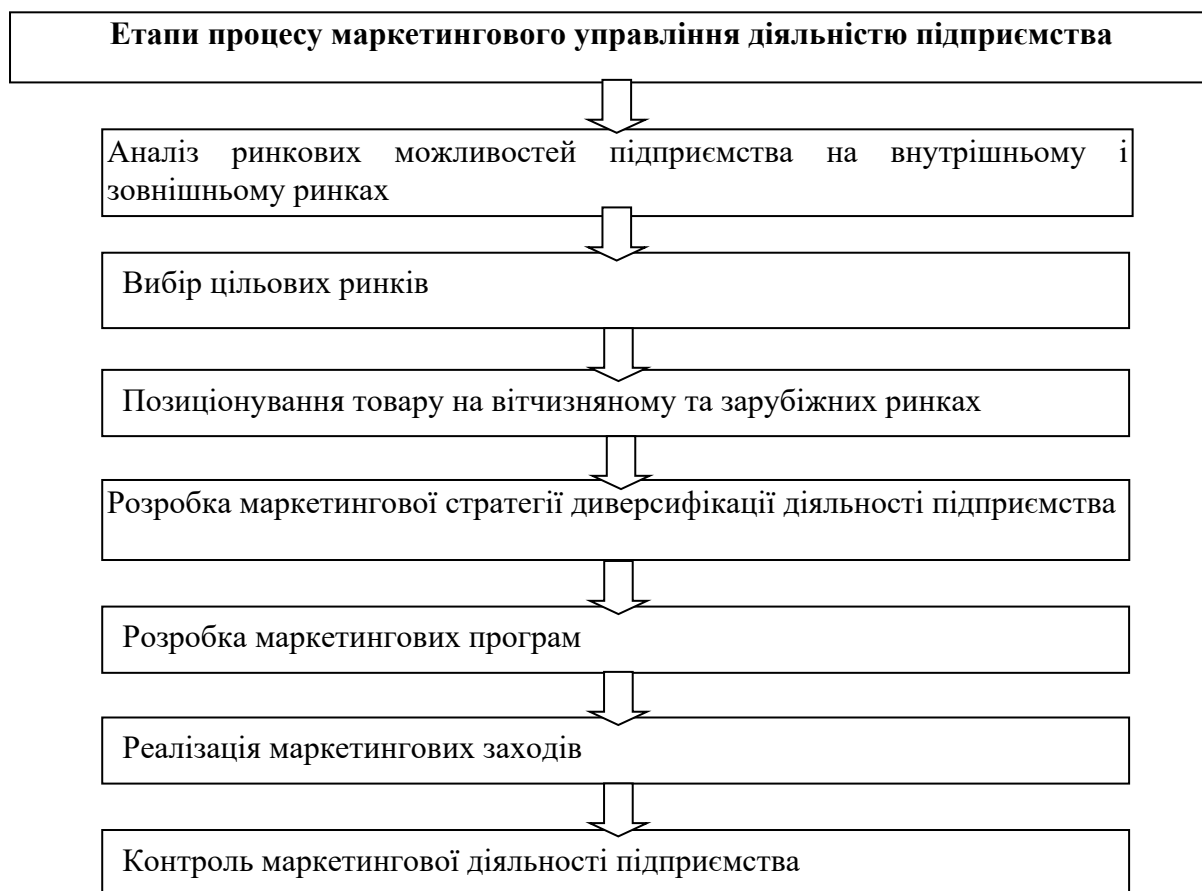 Етапи процесу маркетингового управління діяльністю підприємства
Аналіз ринкових можливостей підприємства на внутрішньому і
зовнішньому ринках
Вибір цільових ринків
Позиціонування товару на вітчизняному та зарубіжних ринках
Розробка маркетингової стратегії диверсифікації діяльності підприємства
Розробка маркетингових програм
Реалізація маркетингових заходів
Контроль маркетингової діяльності підприємства